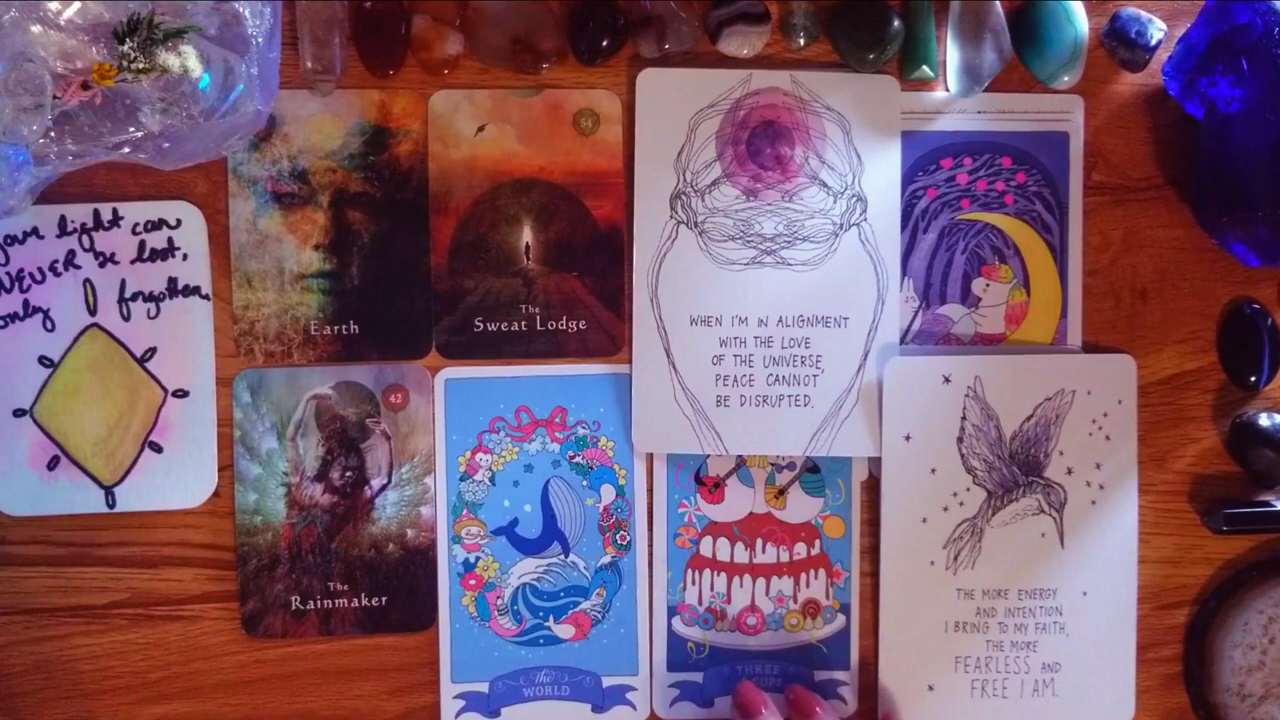 your light can
NEVER be lost,
only forgotten.
Earth
54
The
Sweat Lodge
42
The
Rainmaker
The
WORLD
WHEN I'M IN ALIGNMENT
WITH THE LOVE
OF THE UNIVERSE,
PEACE CANNOT
BE DISRUPTED.
THREE
CUPS
THE MORE ENERGY
AND INTENTION
I BRING TO MY FAITH,
THE MORE
FEARLESS AND
FREE I AM.